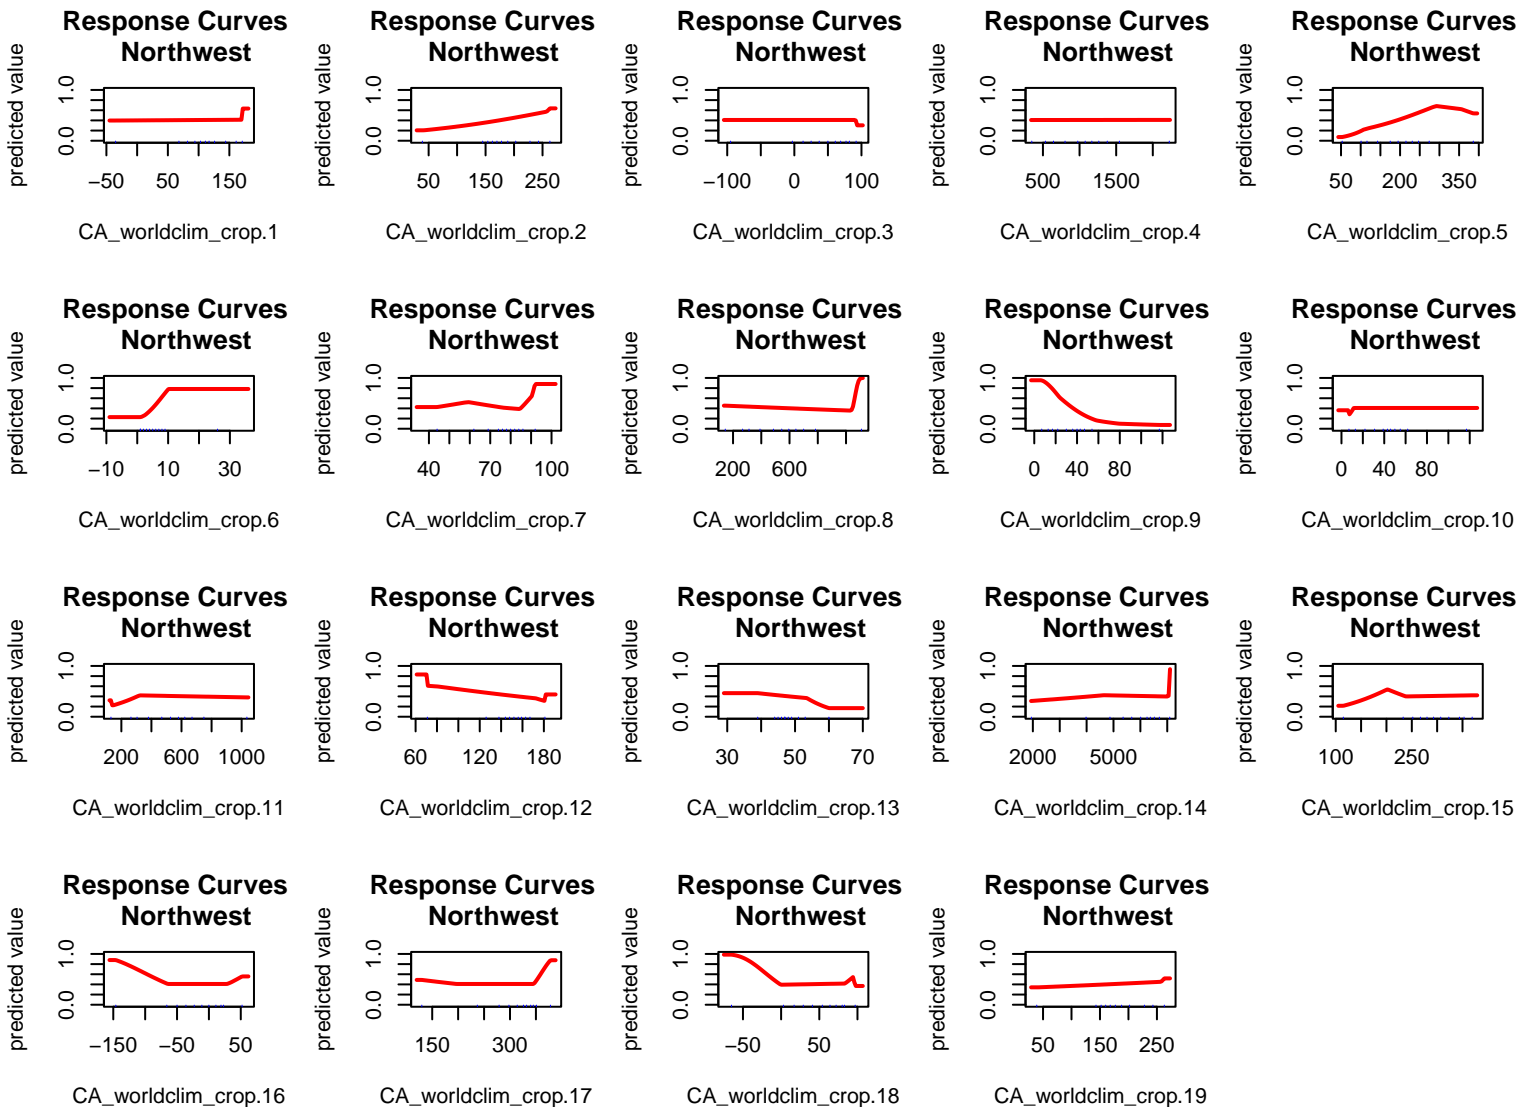 Response Curves
Northwest
predicted value
0.0 1.0
−50 50 150
CA_worldclim_crop.1
Response Curves
Northwest
predicted value
0.0 1.0
50 150 250
CA_worldclim_crop.2
Response Curves
Northwest
predicted value
0.0 1.0
−100 0 100
CA_worldclim_crop.3
Response Curves
Northwest
predicted value
0.0 1.0
500 1500
CA_worldclim_crop.4
Response Curves
Northwest
predicted value
0.0 1.0
50 200 350
CA_worldclim_crop.5
Response Curves
Northwest
predicted value
0.0 1.0
−10 10 30
CA_worldclim_crop.6
Response Curves
Northwest
predicted value
0.0 1.0
40 70 100
CA_worldclim_crop.7
Response Curves
Northwest
predicted value
0.0 1.0
200 600
CA_worldclim_crop.8
Response Curves
Northwest
predicted value
0.0 1.0
0 40 80
CA_worldclim_crop.9
Response Curves
Northwest
predicted value
0.0 1.0
0 40 80
CA_worldclim_crop.10
Response Curves
Northwest
predicted value
0.0 1.0
200 600 1000
CA_worldclim_crop.11
Response Curves
Northwest
predicted value
0.0 1.0
60 120 180
CA_worldclim_crop.12
Response Curves
Northwest
predicted value
0.0 1.0
30 50 70
CA_worldclim_crop.13
Response Curves
Northwest
predicted value
0.0 1.0
2000 5000
CA_worldclim_crop.14
Response Curves
Northwest
predicted value
0.0 1.0
100 250
CA_worldclim_crop.15
Response Curves
Northwest
predicted value
0.0 1.0
−150 −50 50
CA_worldclim_crop.16
Response Curves
Northwest
predicted value
0.0 1.0
150 300
CA_worldclim_crop.17
Response Curves
Northwest
predicted value
0.0 1.0
−50 50
CA_worldclim_crop.18
Response Curves
Northwest
predicted value
0.0 1.0
50 150 250
CA_worldclim_crop.19